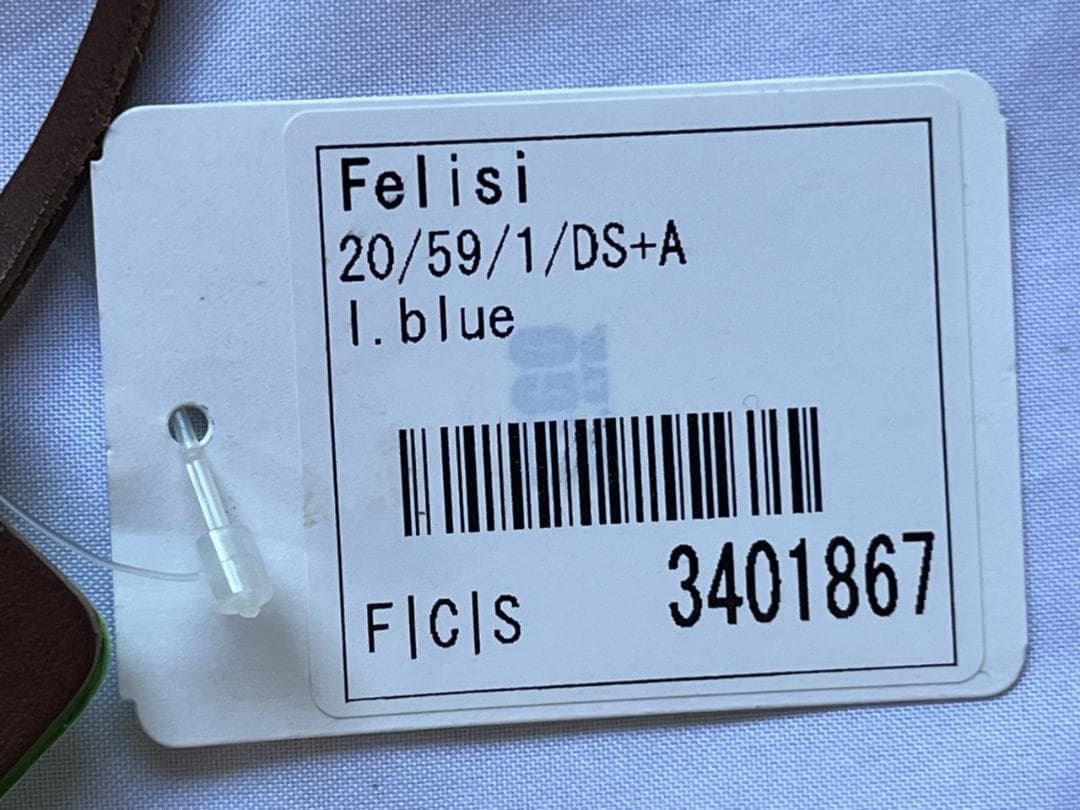 Felisi
20/59/1/DS+A
l.blue
F|C|S
3401867